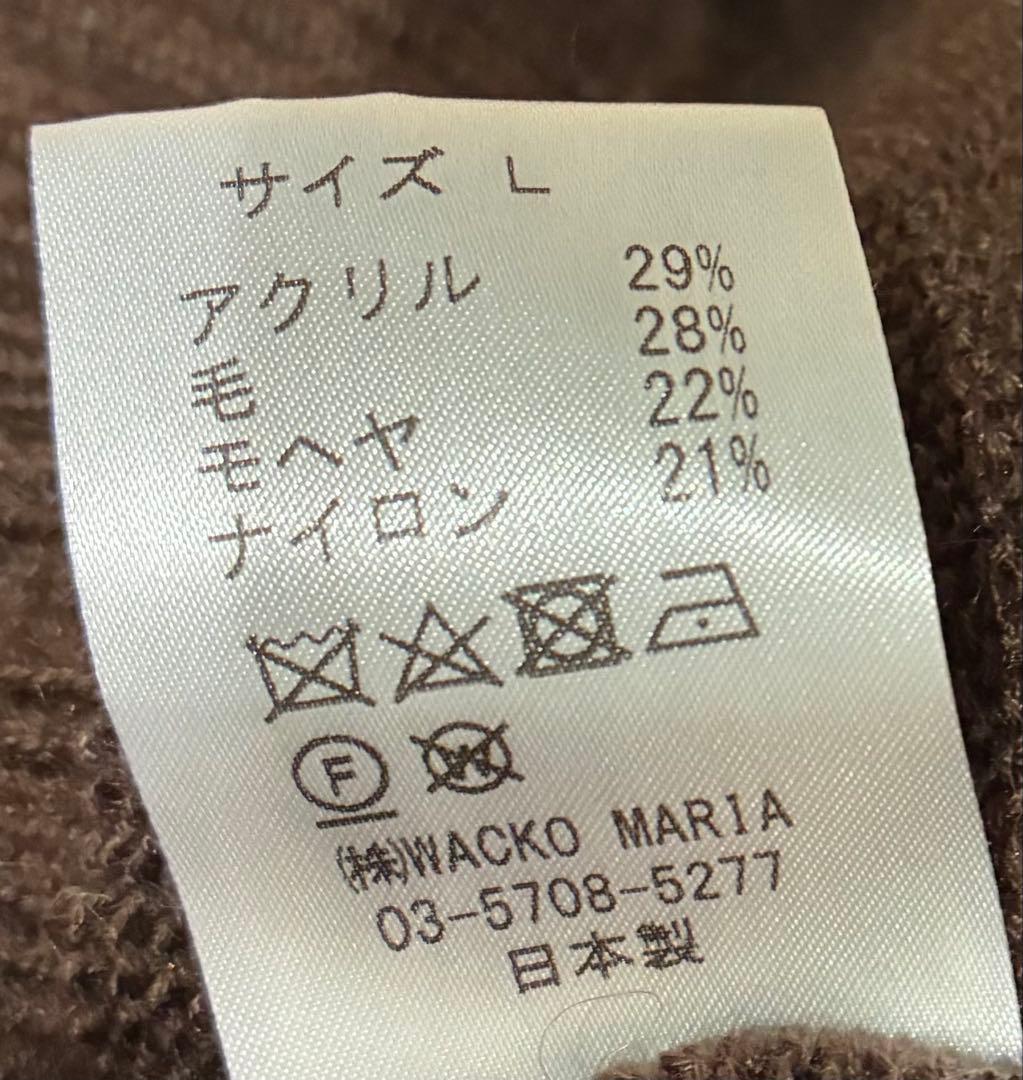 サイズ L
アクリル 29%
毛 28%
モヘヤ 22%
ナイロン 21%
F W
㈱WACKO MARIA
03-5708-5277
日本製